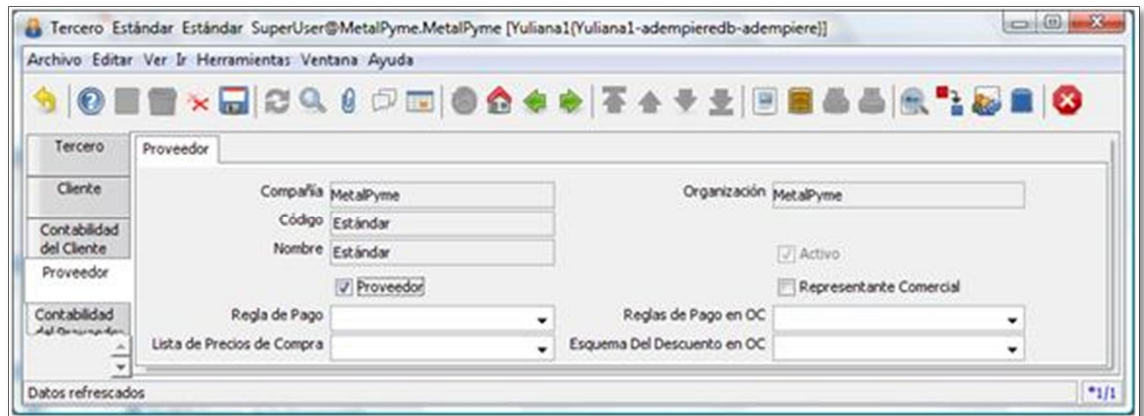 Tercero Estándar Estándar SuperUser@MetalPyme.MetalPyme [Yuliana1{Yuliana1-adempieredb-adempiere}]
Archivo Editar Ver Ir Herramientas Ventana Ayuda
Tercero
Proveedor
Cliente
Compañía MetalPyme Organización MetalPyme
Código Estándar
Contabilidad
del Cliente
Nombre Estándar Activo
Proveedor
Proveedor Representante Comercial
Contabilidad
Regla de Pago Reglas de Pago en OC
Lista de Precios de Compra Esquema Del Descuento en OC
Datos refrescados *1/1